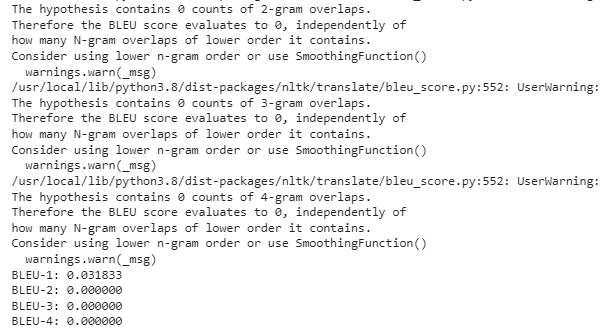 The hypothesis contains 0 counts of 2-gram overlaps.
Therefore the BLEU score evaluates to 0, independently of
how many N-gram overlaps of lower order it contains.
Consider using lower n-gram order or use SmoothingFunction()
  warnings.warn(_msg)
/usr/local/lib/python3.8/dist-packages/nltk/translate/bleu_score.py:552: UserWarning:
The hypothesis contains 0 counts of 3-gram overlaps.
Therefore the BLEU score evaluates to 0, independently of
how many N-gram overlaps of lower order it contains.
Consider using lower n-gram order or use SmoothingFunction()
  warnings.warn(_msg)
/usr/local/lib/python3.8/dist-packages/nltk/translate/bleu_score.py:552: UserWarning:
The hypothesis contains 0 counts of 4-gram overlaps.
Therefore the BLEU score evaluates to 0, independently of
how many N-gram overlaps of lower order it contains.
Consider using lower n-gram order or use SmoothingFunction()
  warnings.warn(_msg)
BLEU-1: 0.031833
BLEU-2: 0.000000
BLEU-3: 0.000000
BLEU-4: 0.000000